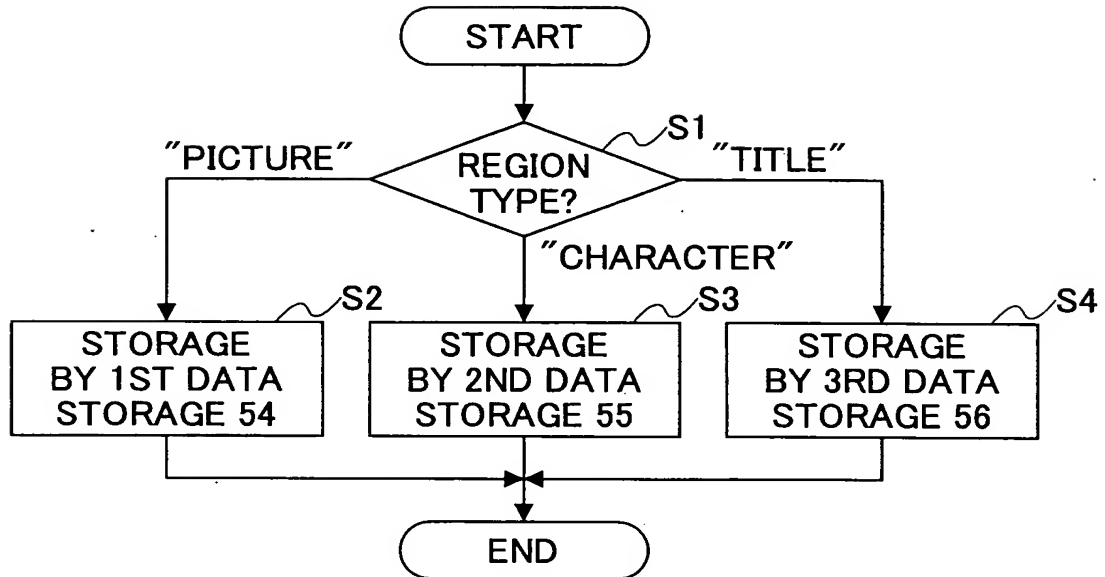 START
S1
"PICTURE"
REGION
TYPE?
"TITLE"
"CHARACTER"
S2
S3
S4
STORAGE
BY 1ST DATA
STORAGE 54
STORAGE
BY 2ND DATA
STORAGE 55
STORAGE
BY 3RD DATA
STORAGE 56
END